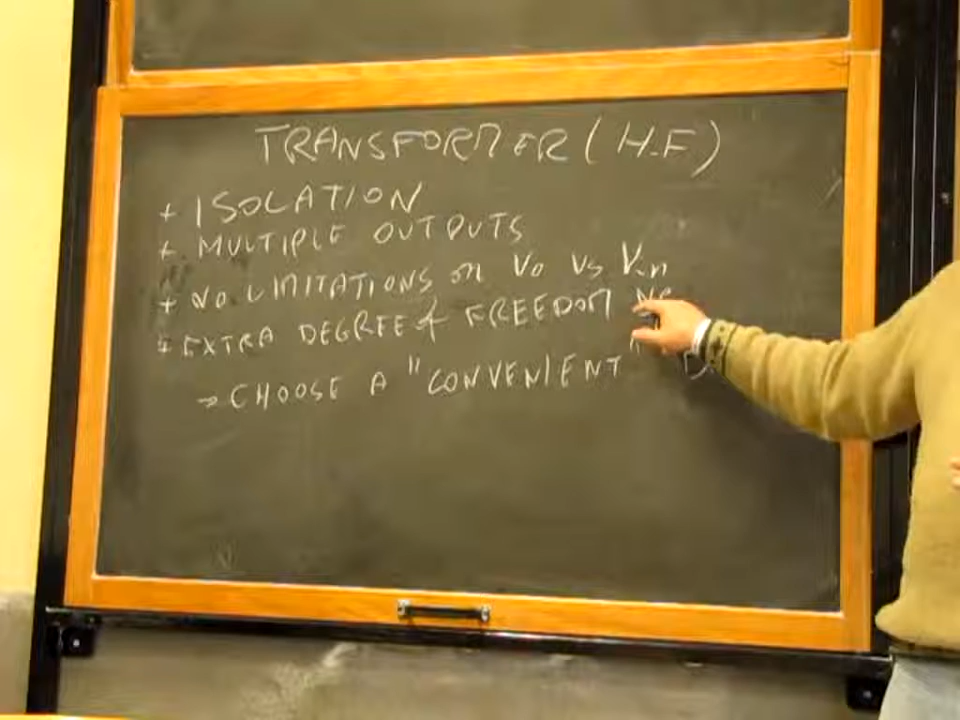 TRANSFORMER (H.F)
+ ISOLATION
+ MULTIPLE OUTPUTS
+ NO LIMITATIONS ON Vo VS Vin
+ EXTRA DEGREE of FREEDOM
→ CHOOSE A "CONVENIENT"